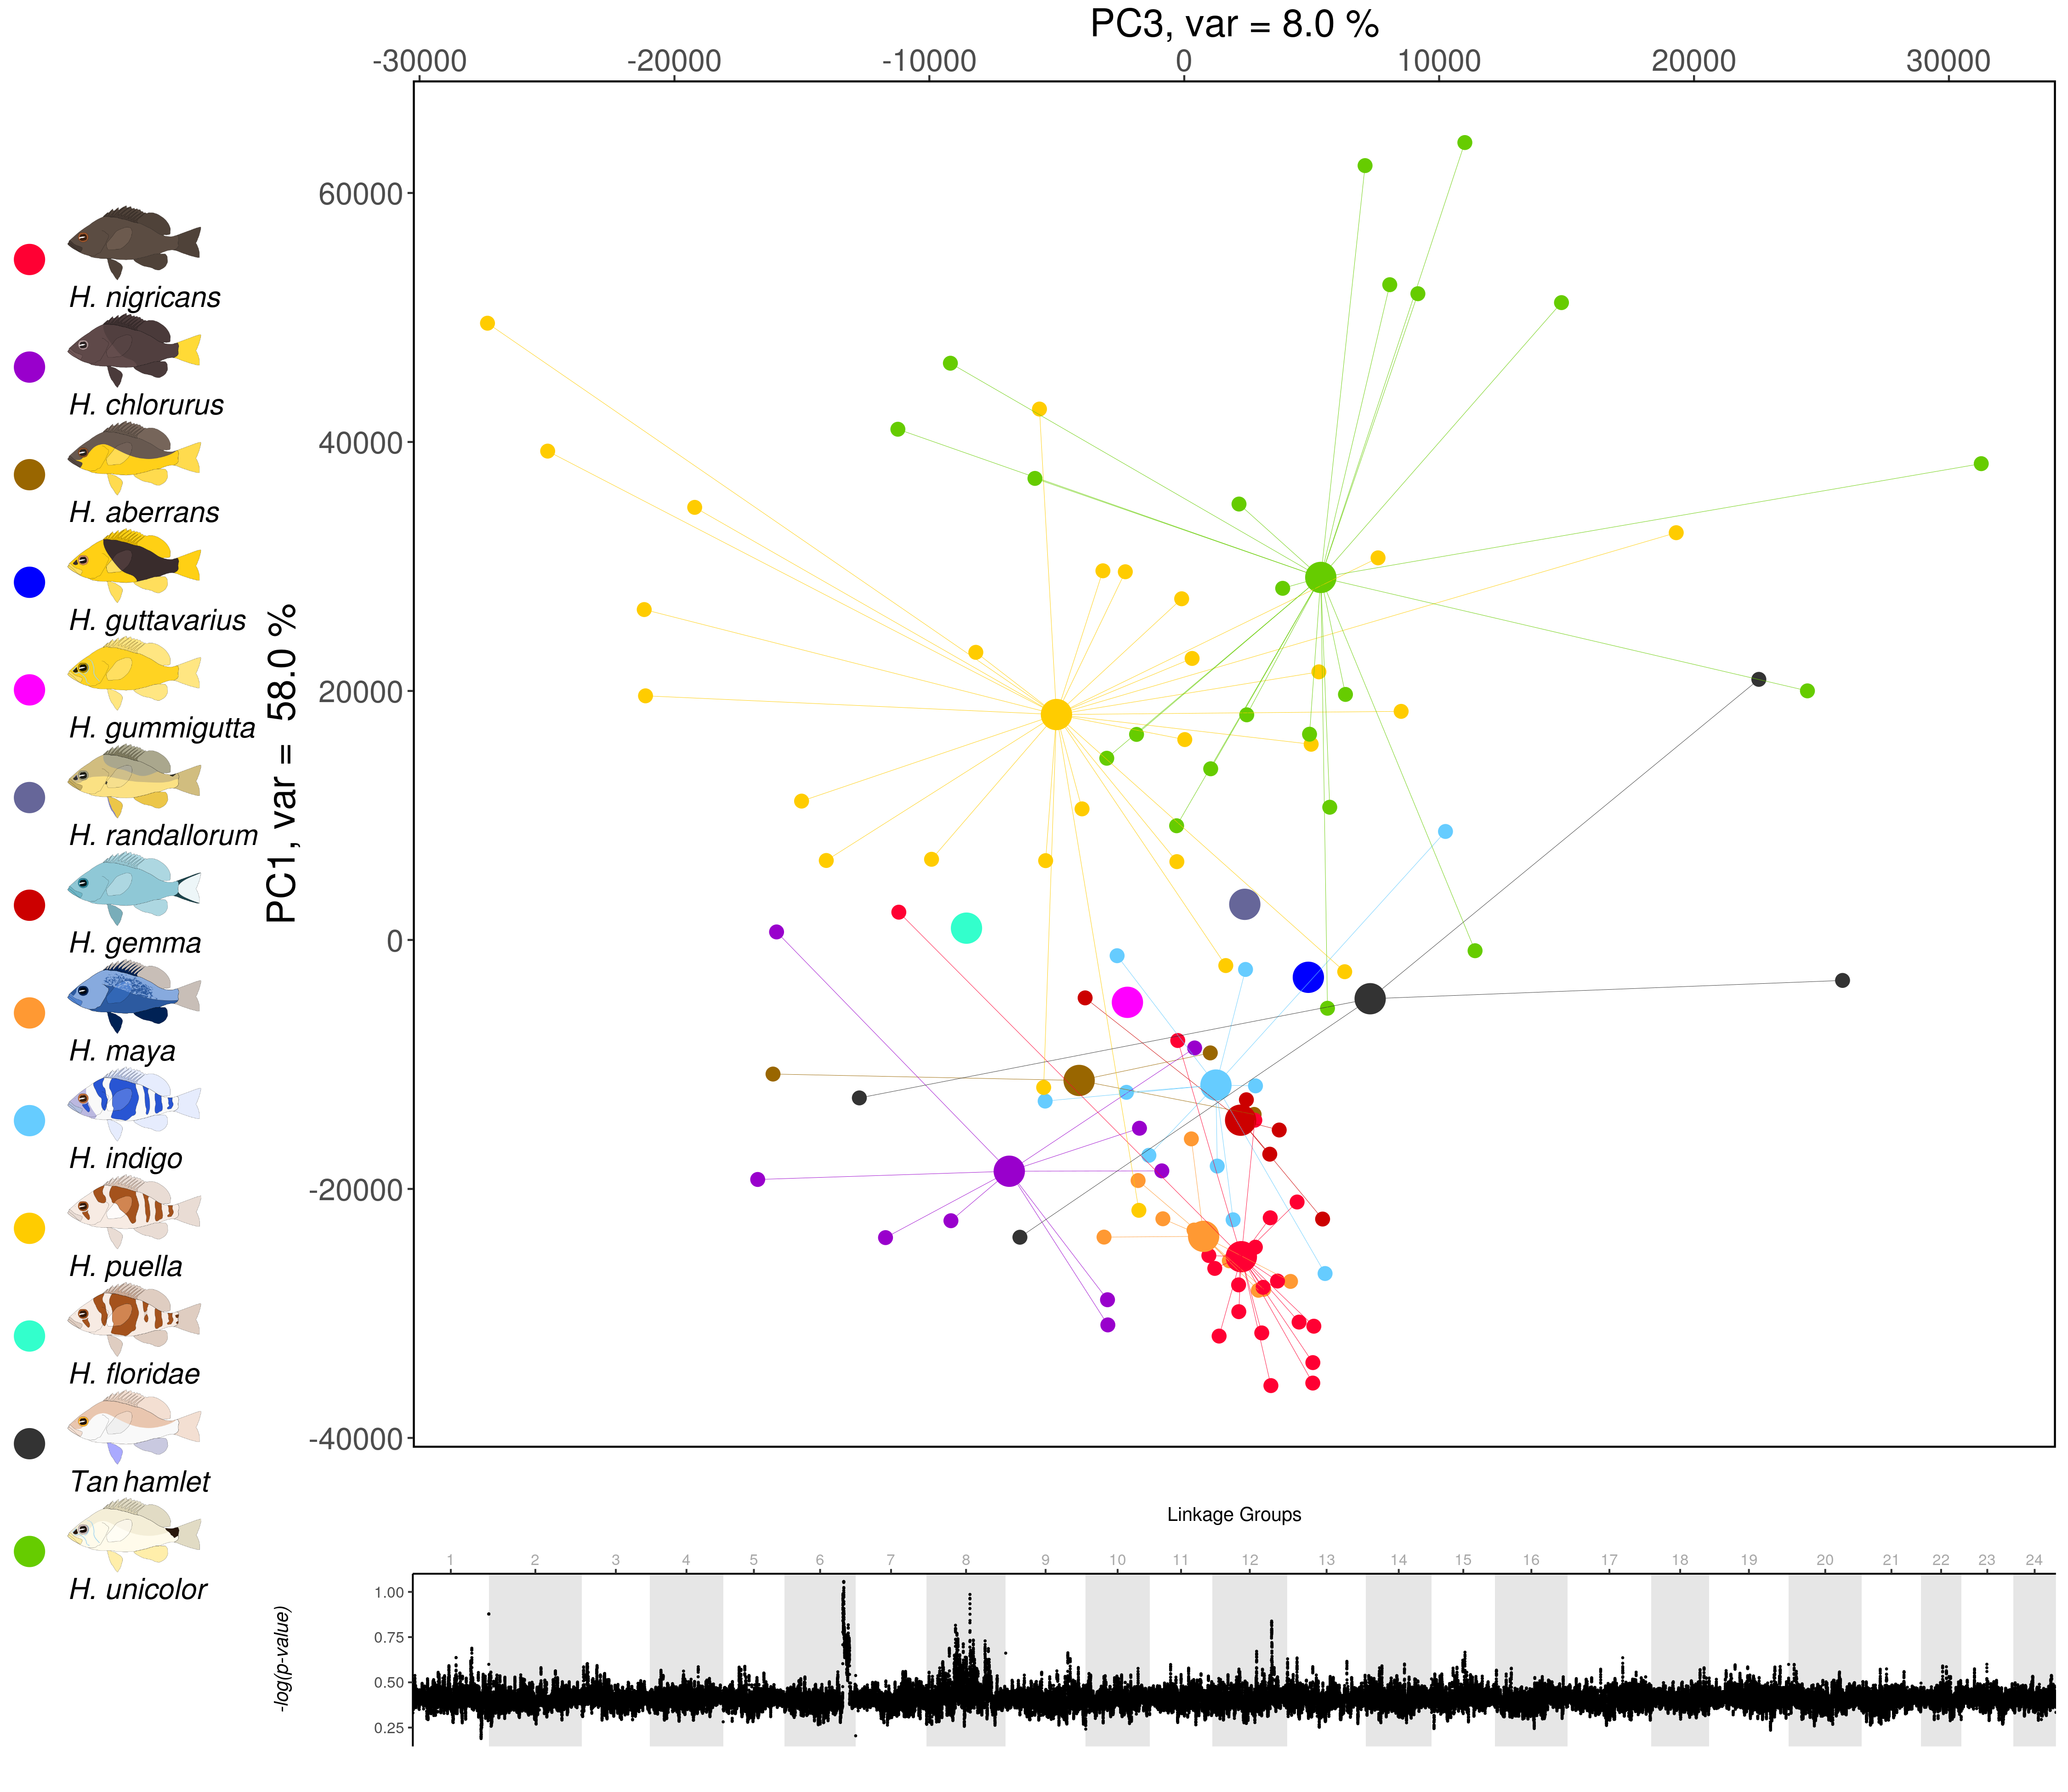 PC3, var = 8.0 %
-30000 -20000 -10000 0 10000 20000 30000
PC1, var = 58.0 %
60000
40000
20000
0
-20000
-40000
H. nigricans
H. chlorurus
H. aberrans
H. guttavarius
H. gummigutta
H. randallorum
H. gemma
H. maya
H. indigo
H. puella
H. floridae
Tan hamlet
H. unicolor
Linkage Groups
1 2 3 4 5 6 7 8 9 10 11 12 13 14 15 16 17 18 19 20 21 22 23 24
-log(p-value)
1.00
0.75
0.50
0.25